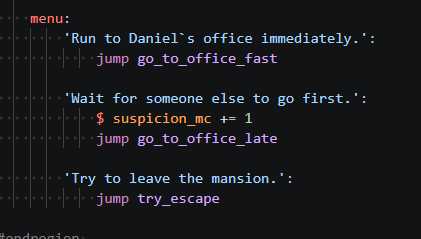 menu:
'Run to Daniel`s office immediately.':
jump go_to_office_fast
'Wait for someone else to go first.':
$ suspicion_mc += 1
jump go_to_office_late
'Try to leave the mansion.':
jump try_escape
#endregion